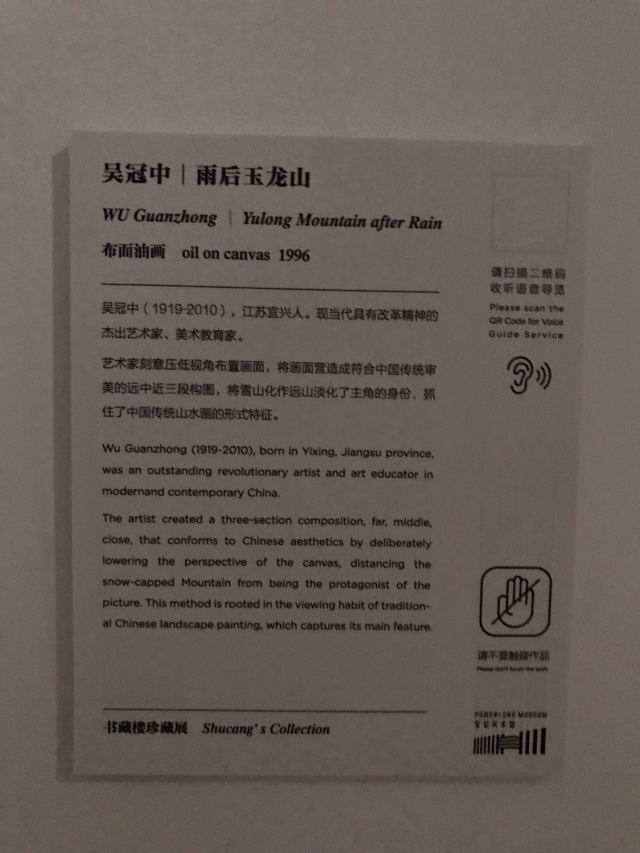 吴冠中｜雨后玉龙山
WU Guanzhong | Yulong Mountain after Rain
布面油画 oil on canvas 1996
吴冠中（1919-2010），江苏宜兴人。现当代具有改革精神的
杰出艺术家、美术教育家。
艺术家刻意压低视角布置画面，将画面营造成符合中国传统审
美的远中近三段构图，将雪山化作远山淡化了主角的身份，抓
住了中国传统山水画的形式特征。
Wu Guanzhong (1919-2010), born in Yixing, Jiangsu province,
was an outstanding revolutionary artist and art educator in
modernand contemporary China.
The artist created a three-section composition, far, middle,
close, that conforms to Chinese aesthetics by deliberately
lowering the perspective of the canvas, distancing the
snow-capped Mountain from being the protagonist of the
picture. This method is rooted in the viewing habit of tradition-
al Chinese landscape painting, which captures its main feature.
书藏楼珍藏展 Shucang's Collection
请扫描二维码
收听语音导览
Please scan the
QR Code for Voice
Guide Service
请不要触碰作品
Please don't touch the work
POWERLONG MUSEUM
宝龙美术馆